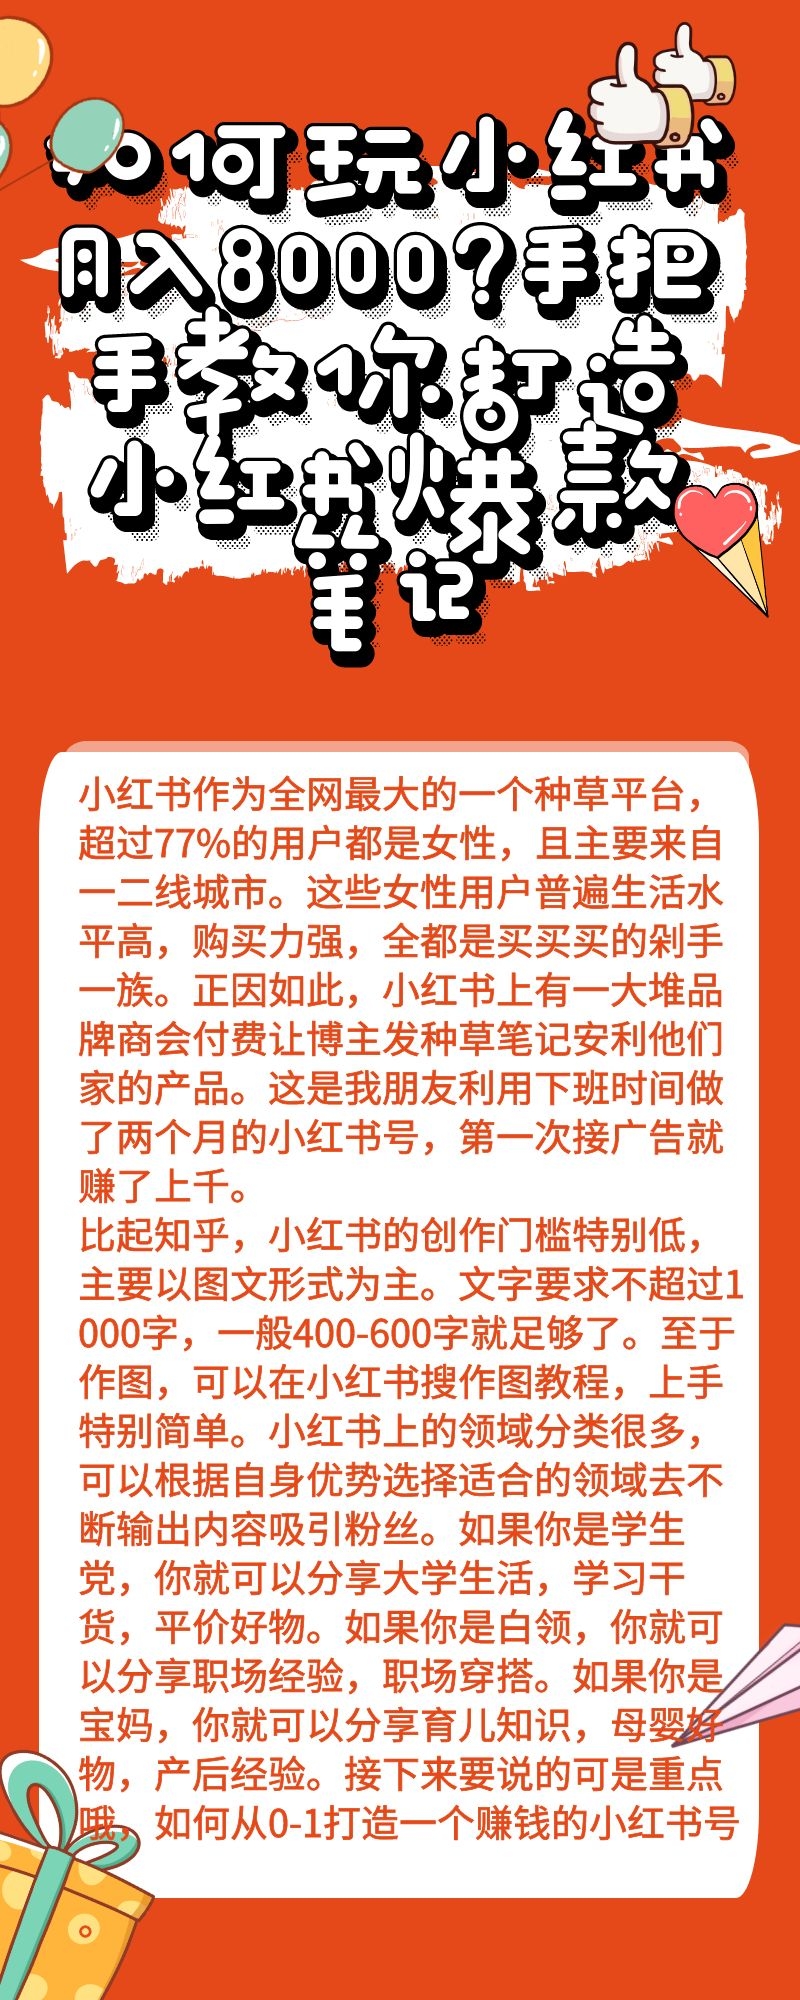 如何玩小红书
月入8000?手把
手教你打造
小红书爆款
笔记
小红书作为全网最大的一个种草平台，
超过77%的用户都是女性，且主要来自
一二线城市。这些女性用户普遍生活水
平高，购买力强，全都是买买买的剁手
一族。正因如此，小红书上有一大堆品
牌商会付费让博主发种草笔记安利他们
家的产品。这是我朋友利用下班时间做
了两个月的小红书号，第一次接广告就
赚了上千。
比起知乎，小红书的创作门槛特别低，
主要以图文形式为主。文字要求不超过1
000字，一般400-600字就足够了。至于
作图，可以在小红书搜作图教程，上手
特别简单。小红书上的领域分类很多，
可以根据自身优势选择适合的领域去不
断输出内容吸引粉丝。如果你是学生
党，你就可以分享大学生活，学习干
货，平价好物。如果你是白领，你就可
以分享职场经验，职场穿搭。如果你是
宝妈，你就可以分享育儿知识，母婴好
物，产后经验。接下来要说的可是重点
哦，如何从0-1打造一个赚钱的小红书号